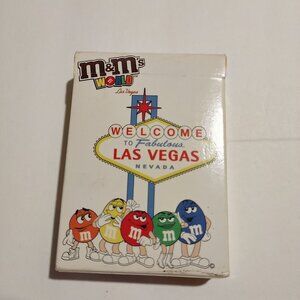 m&m's
WORLD
Las Vegas
WELCOME
TO Fabulous
LAS VEGAS
NEVADA
m
m
m